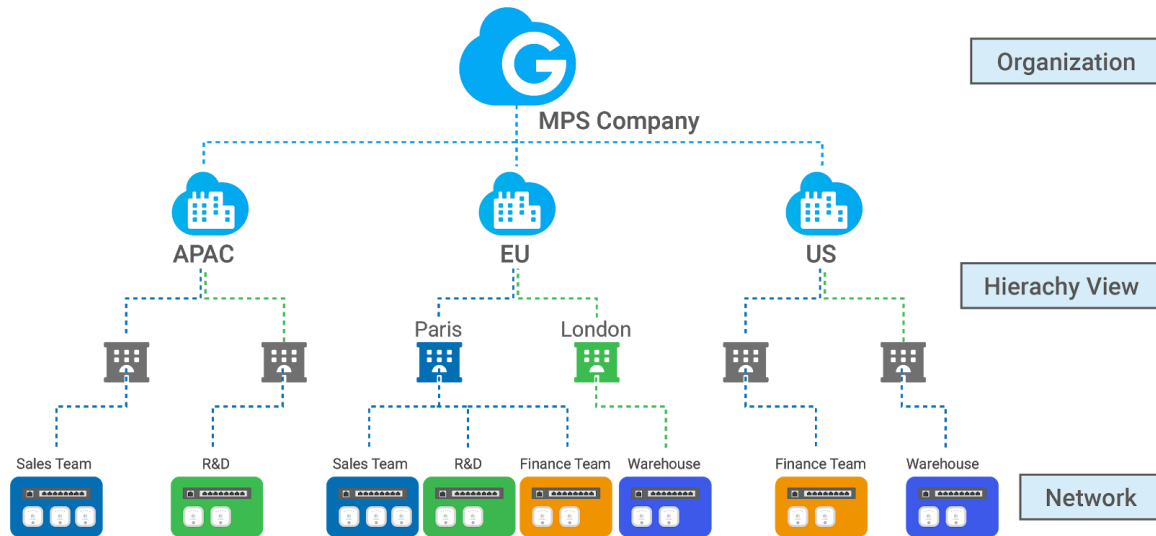 G
Organization
MPS Company
APAC
EU
US
Hierachy View
Paris
London
Sales Team
R&D
Sales Team
R&D
Finance Team
Warehouse
Finance Team
Warehouse
Network